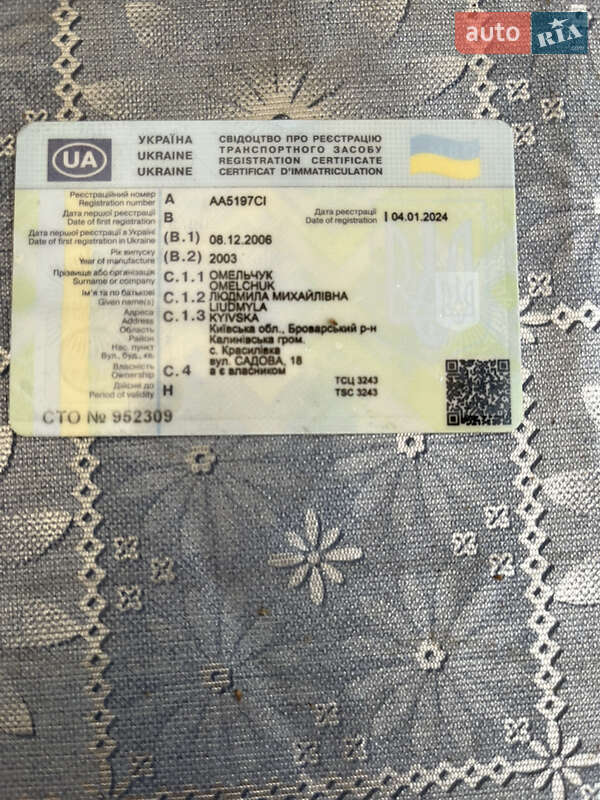 auto RIA
УКРАЇНА
UKRAINE
UKRAINE
СВІДОЦТВО ПРО РЕЄСТРАЦІЮ
ТРАНСПОРТНОГО ЗАСОБУ
REGISTRATION CERTIFICATE
CERTIFICAT D'IMMATRICULATION
UA
Реєстраційний номер
Registration number
A
AA5197CI
Дата першої реєстрації
Date of first registration
B
Дата реєстрації
Date of registration
I 04.01.2024
Дата першої реєстрації в Україні
Date of first registration in Ukraine
(B.1) 08.12.2006
Рік випуску
Year of manufacture
(B.2) 2003
Прізвище або організація
Surname or company
C.1.1 ОМЕЛЬЧУК
OMELCHUK
Ім'я та по батькові
Given name(s)
C.1.2 ЛЮДМИЛА МИХАЙЛІВНА
LIUDMYLA
Адреса
Address
C.1.3 KYIVSKA
Область
Район
Нас. пункт
Вул., буд., кв.
Київська обл., Броварський р-н
Калинівська гром.
с. Красилівка
вул. САДОВА, 18
Власність
Ownership
C.4 а є власником
Дійсне до
Period of validity
H
ТСЦ 3243
TSC 3243
СТО № 952309